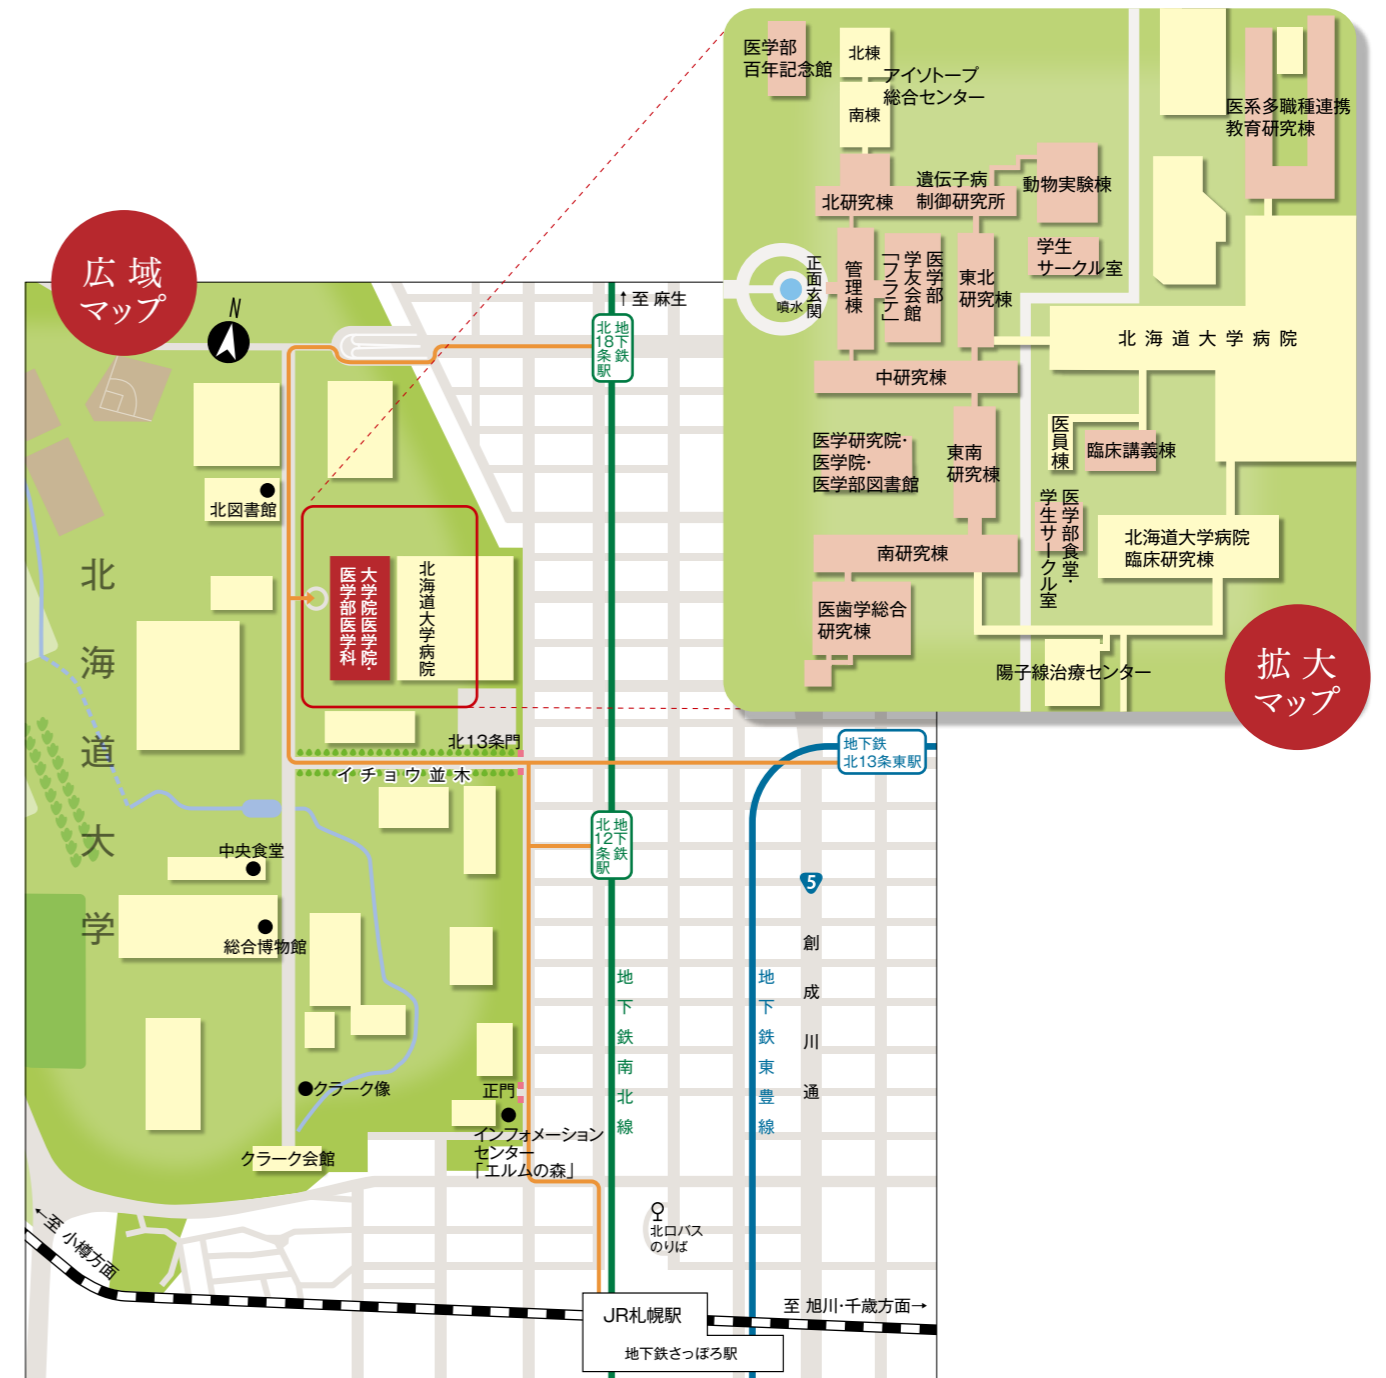 広域
マップ
N
↑至 麻生
地下鉄
北18条駅
北図書館
北海道大学
大学院医学院・
医学部医学科
北海道大学病院
北13条門
イチョウ並木
地下鉄
北13条東駅
地下鉄
北12条駅
中央食堂
総合博物館
5
創成川通
地下鉄南北線
地下鉄東豊線
クラーク像
正門
インフォメーション
センター
「エルムの森」
クラーク会館
北口バス
のりば
←至 小樽方面
至 旭川・千歳方面→
JR札幌駅
地下鉄さっぽろ駅
拡大
マップ
医学部
百年記念館
北棟
アイソトープ
総合センター
南棟
医系多職種連携
教育研究棟
北研究棟
遺伝子病
制御研究所
動物実験棟
学生
サークル室
正面玄関
噴水
管理棟
医学部
学友会館
「フラテ」
東北
研究棟
北海道大学病院
中研究棟
医学研究院・
医学院・
医学部図書館
東南
研究棟
医員棟
臨床講義棟
医学部食堂・
学生サークル室
北海道大学病院
臨床研究棟
南研究棟
医歯学総合
研究棟
陽子線治療センター